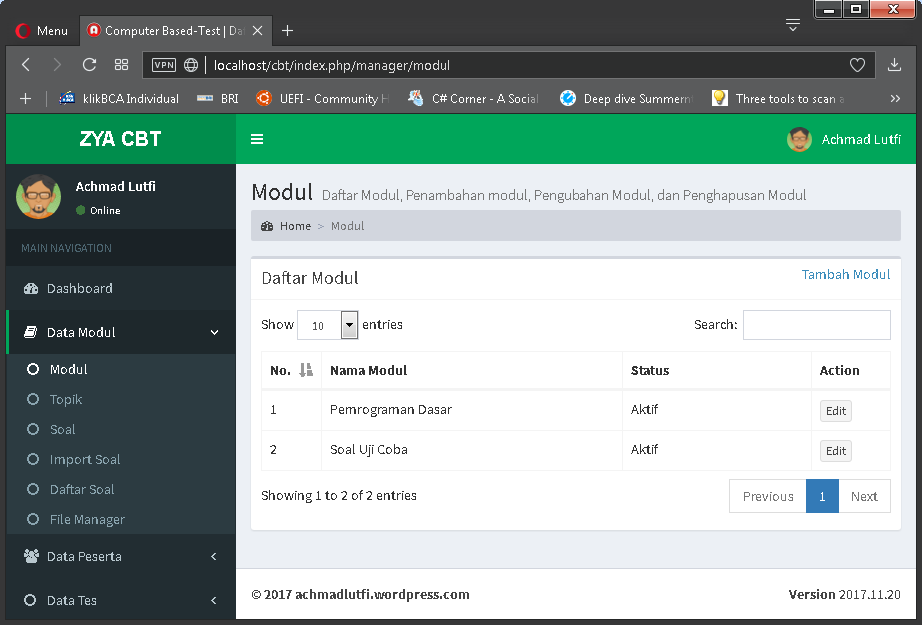 Menu
Computer Based-Test | Da
VPN localhost/cbt/index.php/manager/modul
klikBCA Individual BRI UEFI - Community H C# Corner - A Social Deep dive Summern Three tools to scan a
ZYA CBT
Achmad Lutfi
Achmad Lutfi
Online
MAIN NAVIGATION
Dashboard
Data Modul
Modul
Topik
Soal
Import Soal
Daftar Soal
File Manager
Data Peserta
Data Tes
Modul Daftar Modul, Penambahan modul, Pengubahan Modul, dan Penghapusan Modul
Home > Modul
Daftar Modul Tambah Modul
Show 10 entries Search:
No. Nama Modul Status Action
1 Pemrograman Dasar Aktif Edit
2 Soal Uji Coba Aktif Edit
Showing 1 to 2 of 2 entries Previous 1 Next
© 2017 achmadlutfi.wordpress.com Version 2017.11.20